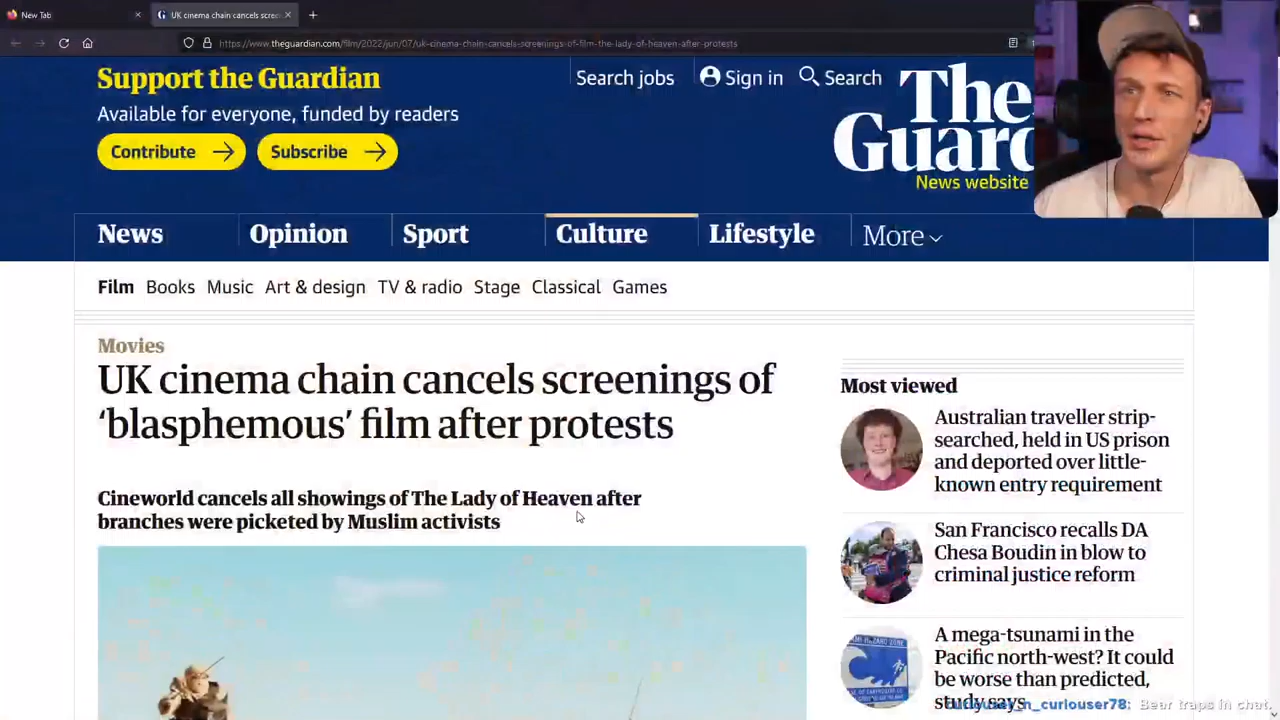 New Tab
UK cinema chain cancels scree
https://www.theguardian.com/film/2022/jun/07/uk-cinema-chain-cancels-screenings-of-film-the-lady-of-heaven-after-protests
Support the Guardian
Available for everyone, funded by readers
Contribute
Subscribe
Search jobs
Sign in
Search
The
Guard
News website
News
Opinion
Sport
Culture
Lifestyle
More
Film
Books
Music
Art & design
TV & radio
Stage
Classical
Games
Movies
UK cinema chain cancels screenings of
‘blasphemous’ film after protests
Cineworld cancels all showings of The Lady of Heaven after
branches were picketed by Muslim activists
Most viewed
Australian traveller strip-
searched, held in US prison
and deported over little-
known entry requirement
San Francisco recalls DA
Chesa Boudin in blow to
criminal justice reform
A mega-tsunami in the
Pacific north-west? It could
be worse than predicted,
study says
curiouser_n_curiouser78: Bear traps in chat.